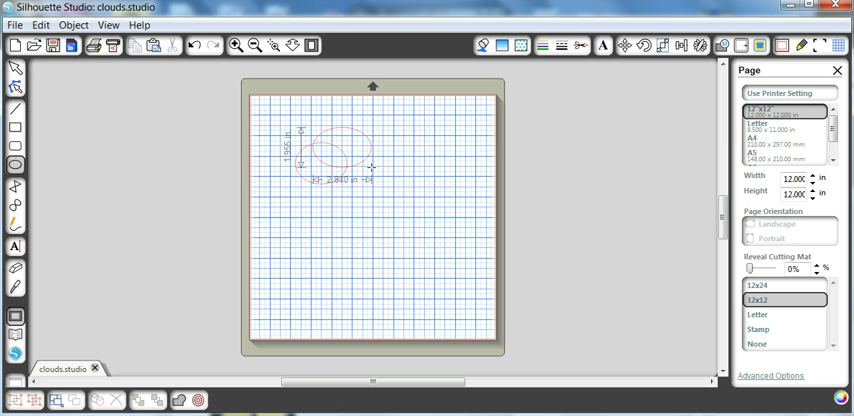 Silhouette Studio: clouds.studio
File Edit Object View Help
A
Page
Use Printer Setting
12"x12"
12.000 x 12.000 in
Letter
8.500 x 11.000 in
A4
210.00 x 297.00 mm
A5
148.00 x 210.00 mm
Width 12.000 in
Height 12.000 in
Page Orientation
Landscape
Portrait
Reveal Cutting Mat
0% %
12x24
12x12
Letter
Stamp
None
Advanced Options
1.955 in
2.840 in
A
clouds.studio